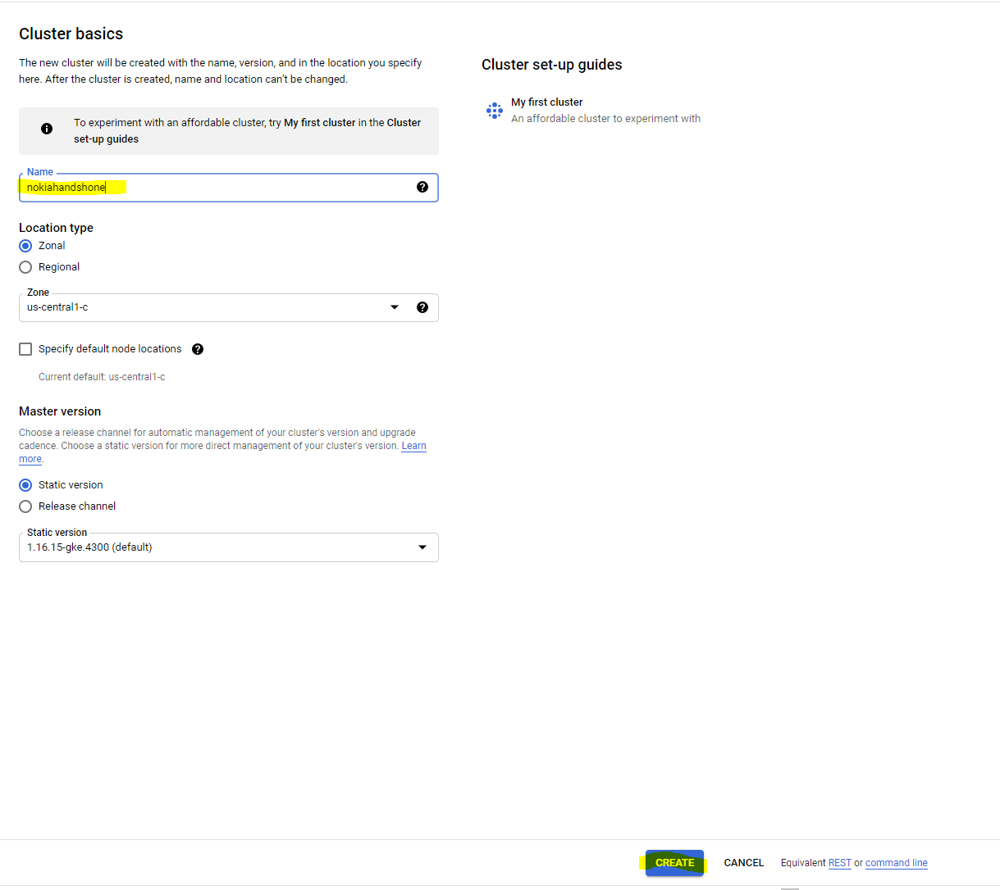 Cluster basics
The new cluster will be created with the name, version, and in the location you specify
here. After the cluster is created, name and location can't be changed.
To experiment with an affordable cluster, try My first cluster in the Cluster
set-up guides
Name
nokiahandshone
Location type
Zonal
Regional
Zone
us-central1-c
Specify default node locations
Current default: us-central1-c
Master version
Choose a release channel for automatic management of your cluster's version and upgrade
cadence. Choose a static version for more direct management of your cluster's version. Learn
more.
Static version
Release channel
Static version
1.16.15-gke.4300 (default)
Cluster set-up guides
My first cluster
An affordable cluster to experiment with
CREATE CANCEL Equivalent REST or command line